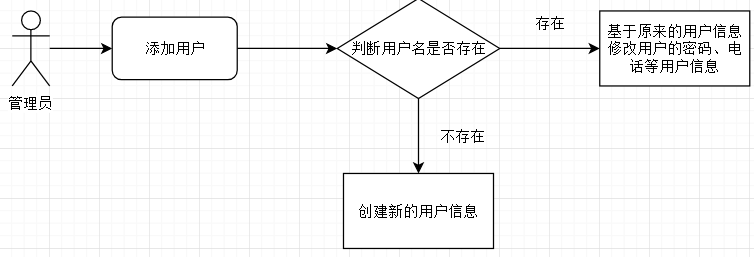 管理员
添加用户
判断用户名是否存在
存在
基于原来的用户信息
修改用户的密码、电
话等用户信息
不存在
创建新的用户信息